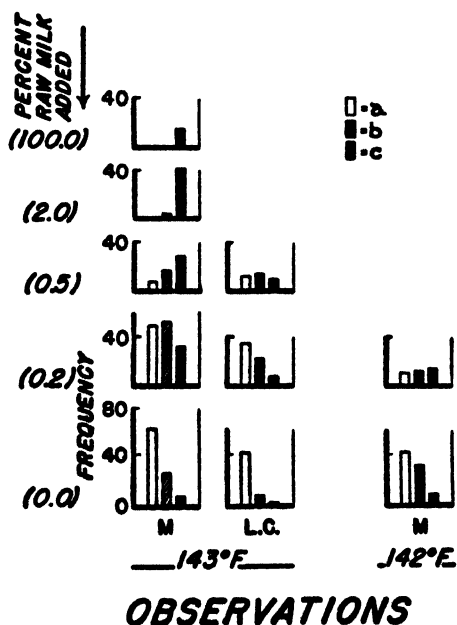 PERCENT
RAW MILK
ADDED
40
(100.0)
=a
=b
=c
40
(2.0)
40
(0.5)
40
(0.2)
FREQUENCY
80
40
0
(0.0)
M
L.G.
M
143°F
142°F
OBSERVATIONS